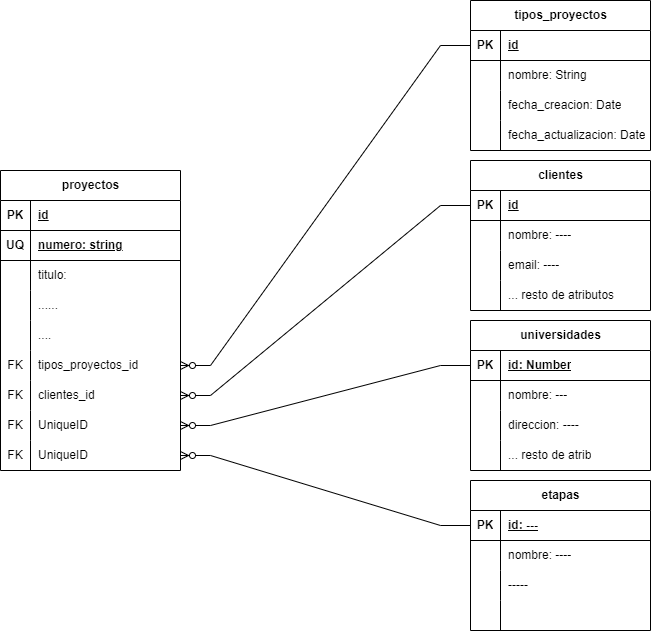 tipos_proyectos
PK id
nombre: String
fecha_creacion: Date
fecha_actualizacion: Date
proyectos
PK id
UQ numero: string
titulo:
......
....
FK tipos_proyectos_id
FK clientes_id
FK UniqueID
FK UniqueID
clientes
PK id
nombre: ----
email: ----
... resto de atributos
universidades
PK id: Number
nombre: ---
direccion: ----
... resto de atrib
etapas
PK id: ---
nombre: ----
-----